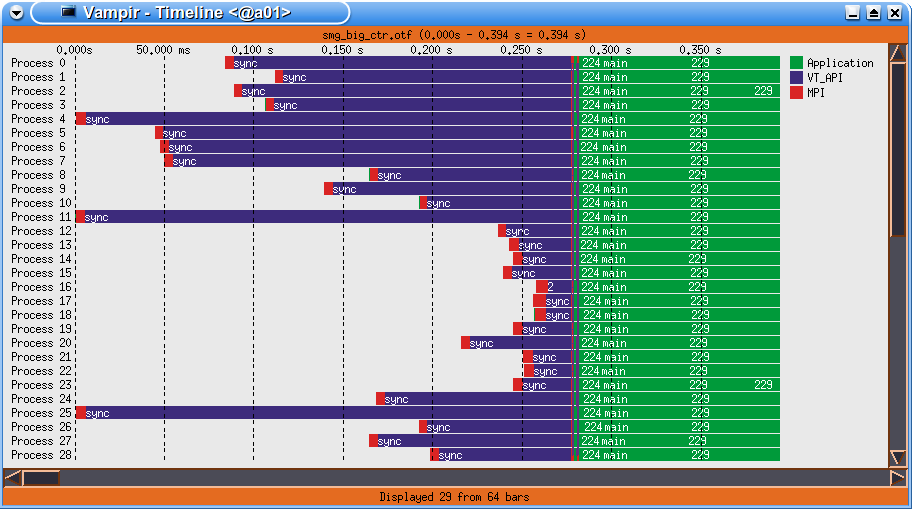 Vampir - Timeline <@a01>
smg_big_ctr.otf (0.000s - 0.394 s = 0.394 s)
0.000s 50.000 ms 0.100 s 0.150 s 0.200 s 0.250 s 0.300 s 0.350 s
Process 0 sync 224 main 229 Application
Process 1 sync 224 main 229 VT_API
Process 2 sync 224 main 229 229 MPI
Process 3 sync 224 main 229
Process 4 sync 224 main 229
Process 5 sync 224 main 229
Process 6 sync 224 main 229
Process 7 sync 224 main 229
Process 8 sync 224 main 229
Process 9 sync 224 main 229
Process 10 sync 224 main 229
Process 11 sync 224 main 229
Process 12 sync 224 main 229
Process 13 sync 224 main 229
Process 14 sync 224 main 229
Process 15 sync 224 main 229
Process 16 2 224 main 229
Process 17 sync 224 main 229
Process 18 sync 224 main 229
Process 19 sync 224 main 229
Process 20 sync 224 main 229
Process 21 sync 224 main 229
Process 22 sync 224 main 229
Process 23 sync 224 main 229 229
Process 24 sync 224 main 229
Process 25 sync 224 main 229
Process 26 sync 224 main 229
Process 27 sync 224 main 229
Process 28 sync 224 main 229
Displayed 29 from 64 bars